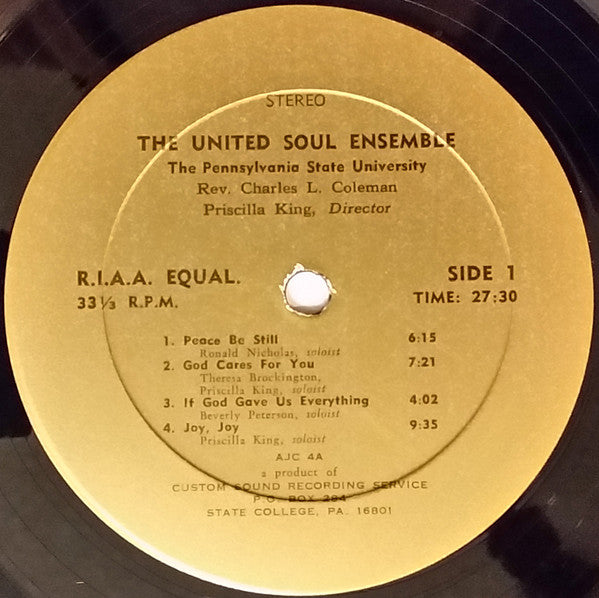 STEREO
THE UNITED SOUL ENSEMBLE
The Pennsylvania State University
Rev. Charles L. Coleman
Priscilla King, Director
R.I.A.A. EQUAL.
33⅓ R.P.M.
SIDE 1
TIME: 27:30
1. Peace Be Still 6:15
Ronald Nicholas, soloist
2. God Cares For You 7:21
Theresa Brockington,
Priscilla King, soloist
3. If God Gave Us Everything 4:02
Beverly Peterson, soloist
4. Joy, Joy 9:35
Priscilla King, soloist
AJC 4A
a product of
CUSTOM SOUND RECORDING SERVICE
P.O. BOX 294
STATE COLLEGE, PA. 16801